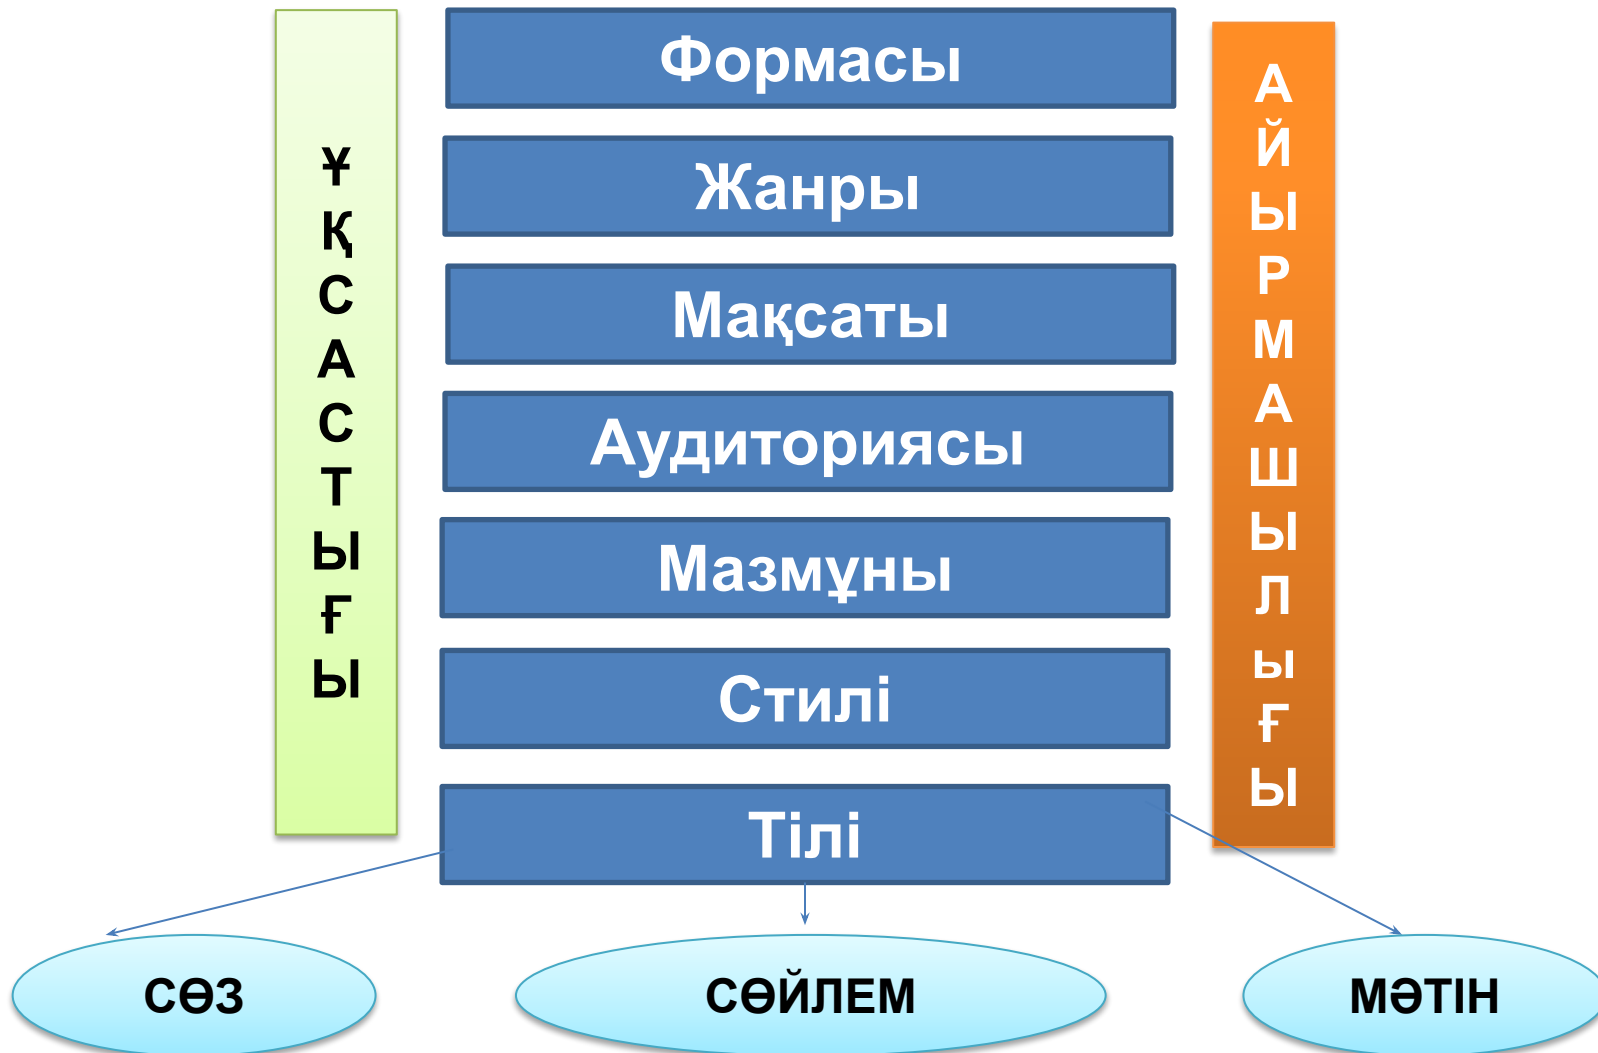 ҰҚСАСТЫҒЫ
Формасы
Жанры
Мақсаты
Аудиториясы
Мазмұны
Стилі
Тілі
АЙЫРМАШЫЛыҒЫ
СӨЗ
СӨЙЛЕМ
МӘТІН